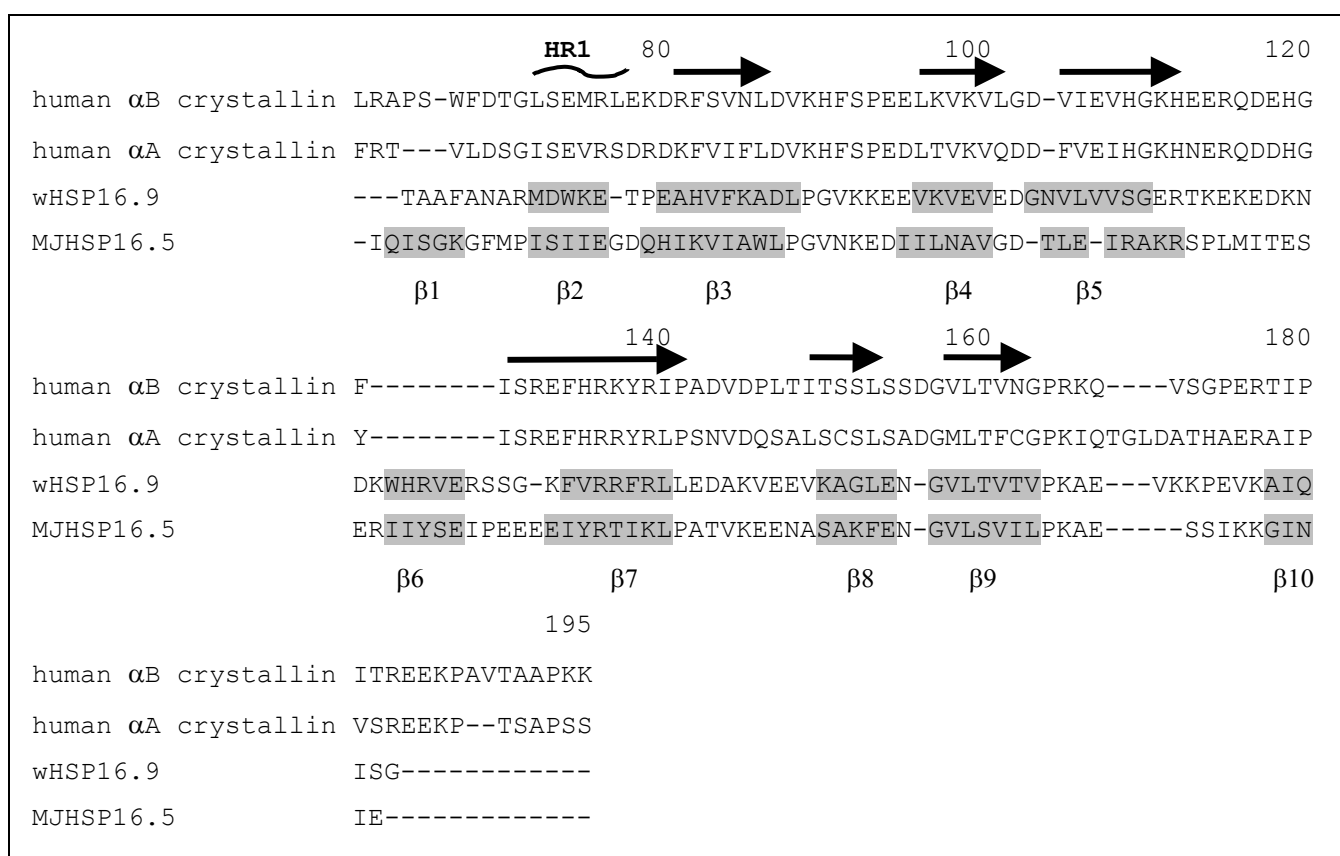 HR1 80 100 120
human αB crystallin LRAPS-WFDTGLSEMRLEKDRFSVNLDVKHFSPEELKVKVLGD-VIEVHGKHEERQDEHG
human αA crystallin FRT---VLDSGISEVRSDRDKFVIFLDVKHFSPEDLTVKVQDD-FVEIHGKHNERQDDHG
wHSP16.9 ---TAAFANARMDWKE-TPEAHVFKADLPGVKKEEVKVEVEDGNVLVVSGERTKEKEDKN
MJHSP16.5 -IQISGKGFMPISIIEGDQHIKVIAWLPGVNKEDIILNAVGD-TLE-IRAKRSPLMITES
β1 β2 β3 β4 β5
140 160 180
human αB crystallin F--------ISREFHRKYRIPADVDPLTITSSLSSDGVLTVNGPRKQ----VSGPERTIP
human αA crystallin Y--------ISREFHRRYRLPSNVDQSALSCSLSADGMLTFCGPKIQTGLDATHAERAIP
wHSP16.9 DKWHRVERSSG-KFVRRFRLLEDAKVEEVKAGLEN-GVLTVTVPKAE---VKKPEVKAIQ
MJHSP16.5 ERIIYSEIPEEEEIYRTIKLPATVKEENASAKFEN-GVLSVILPKAE-----SSIKKGIN
β6 β7 β8 β9 β10
195
human αB crystallin ITREEKPAVTAAPKK
human αA crystallin VSREEKP--TSAPSS
wHSP16.9 ISG------------
MJHSP16.5 IE-------------